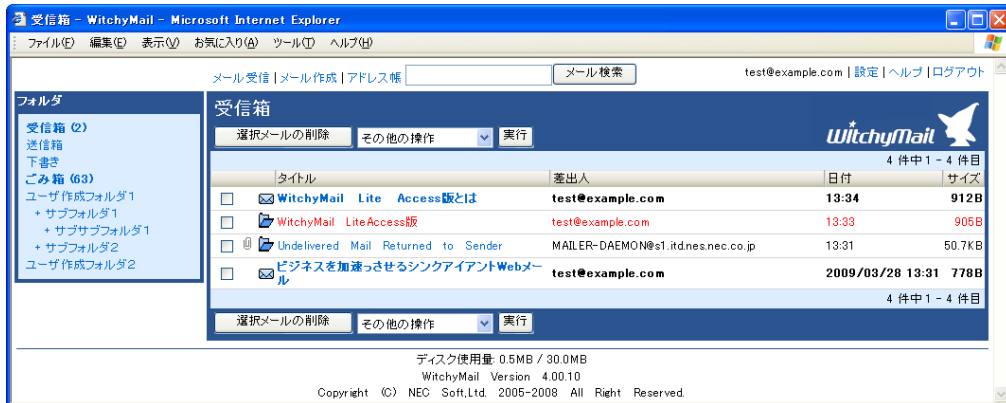 受信箱 - WitchyMail - Microsoft Internet Explorer
ファイル(F) 編集(E) 表示(V) お気に入り(A) ツール(T) ヘルプ(H)
メール受信 | メール作成 | アドレス帳 メール検索 test@example.com | 設定 | ヘルプ | ログアウト
フォルダ
受信箱 (2)
送信箱
下書き
ごみ箱 (63)
ユーザ作成フォルダ1
+ サブフォルダ1
+ サブサブフォルダ1
+ サブフォルダ2
ユーザ作成フォルダ2
受信箱
選択メールの削除 その他の操作 実行
WitchyMail
4 件中 1 - 4 件目
タイトル 差出人 日付 サイズ
WitchyMail Lite Access版とは test@example.com 13:34 912B
WitchyMail LiteAccess版 test@example.com 13:33 905B
Undelivered Mail Returned to Sender MAILER-DAEMON@s1.itd.nes.nec.co.jp 13:31 50.7KB
ビジネスを加速っさせるシンクアイアントWebメー
ル test@example.com 2009/03/28 13:31 778B
4 件中 1 - 4 件目
選択メールの削除 その他の操作 実行
ディスク使用量: 0.5MB / 30.0MB
WitchyMail Version 4.00.10
Copyright (C) NEC Soft,Ltd. 2005-2008 All Right Reserved.